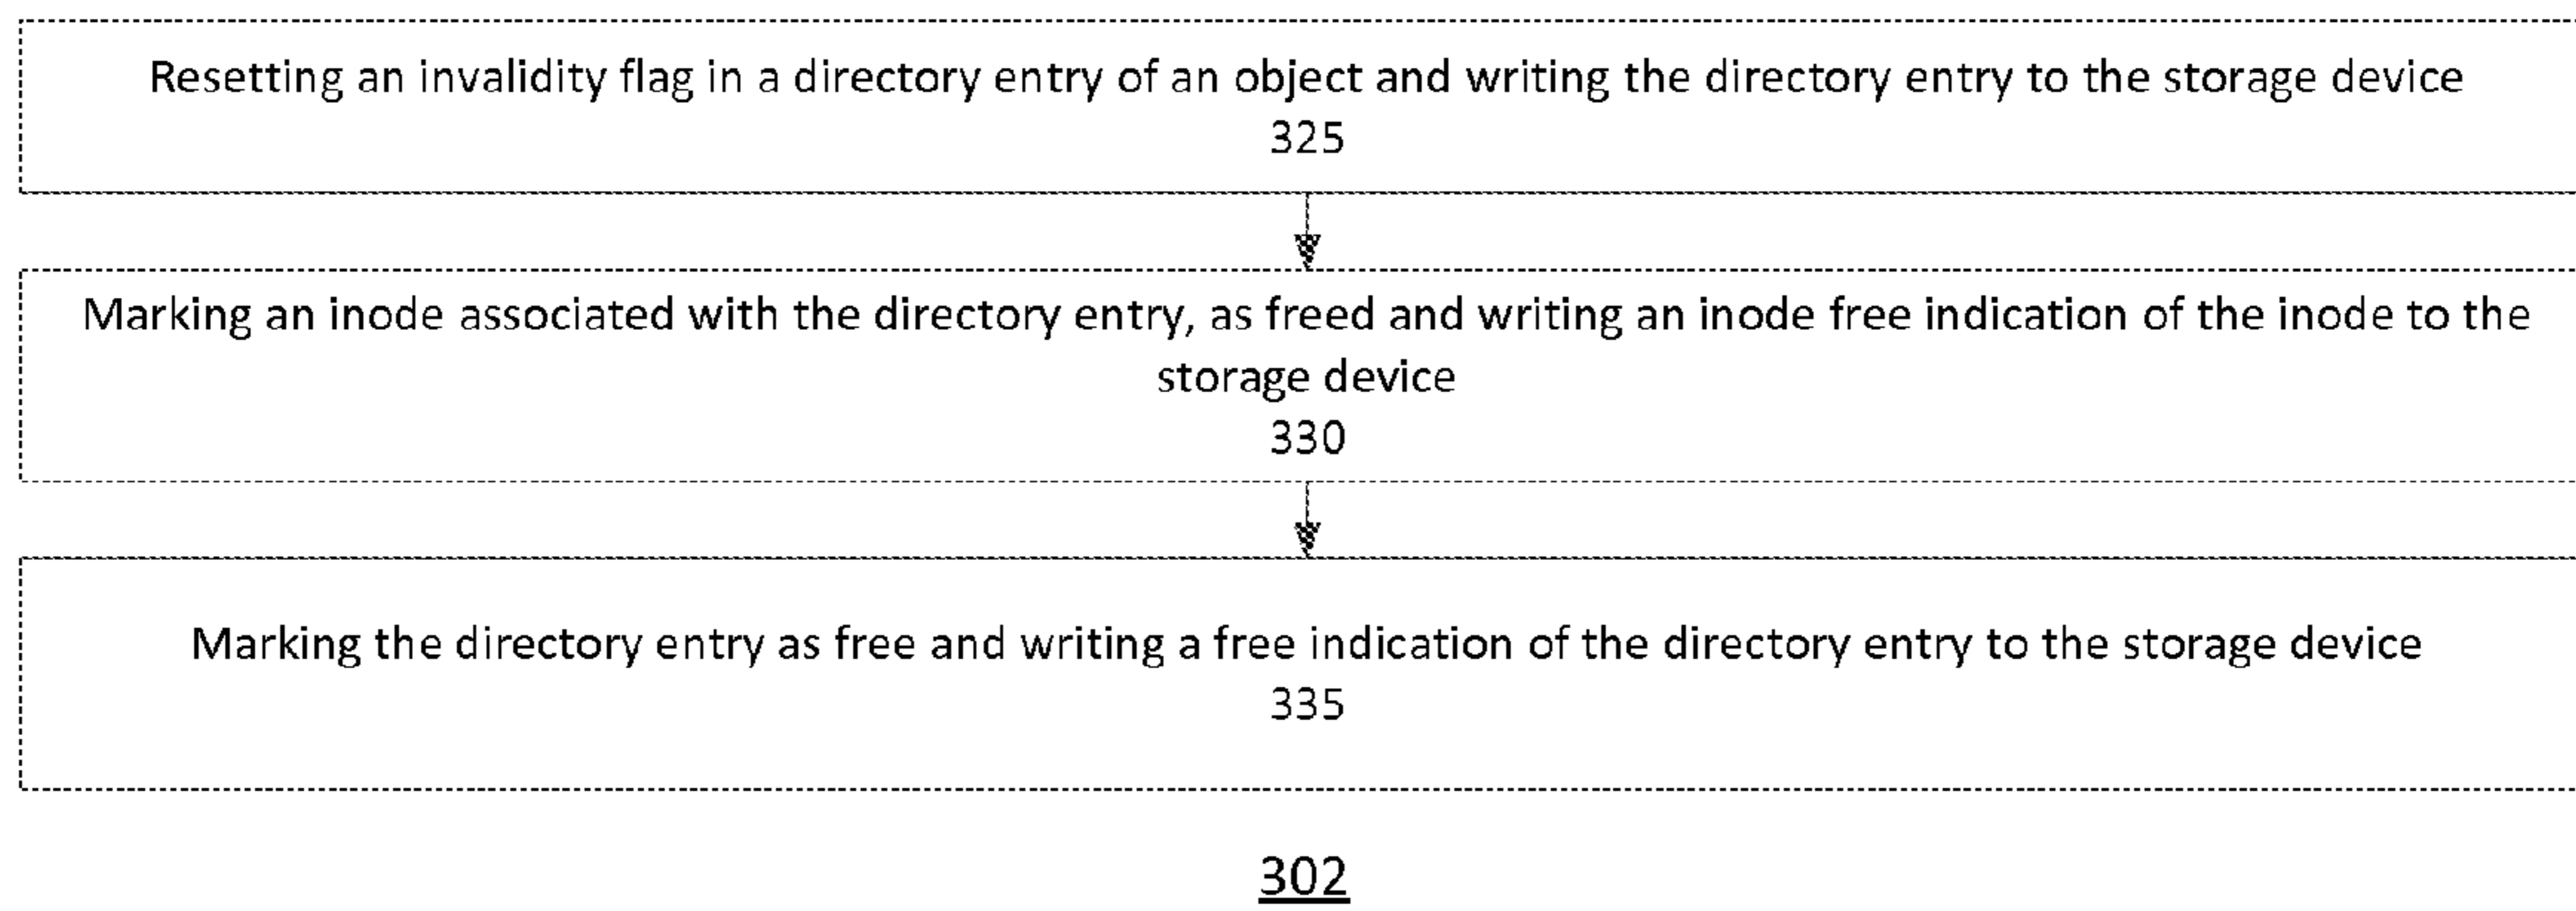 Resetting an invalidity flag in a directory entry of an object and writing the directory entry to the storage device
325
Marking an inode associated with the directory entry, as freed and writing an inode free indication of the inode to the
storage device
330
Marking the directory entry as free and writing a free indication of the directory entry to the storage device
335
302